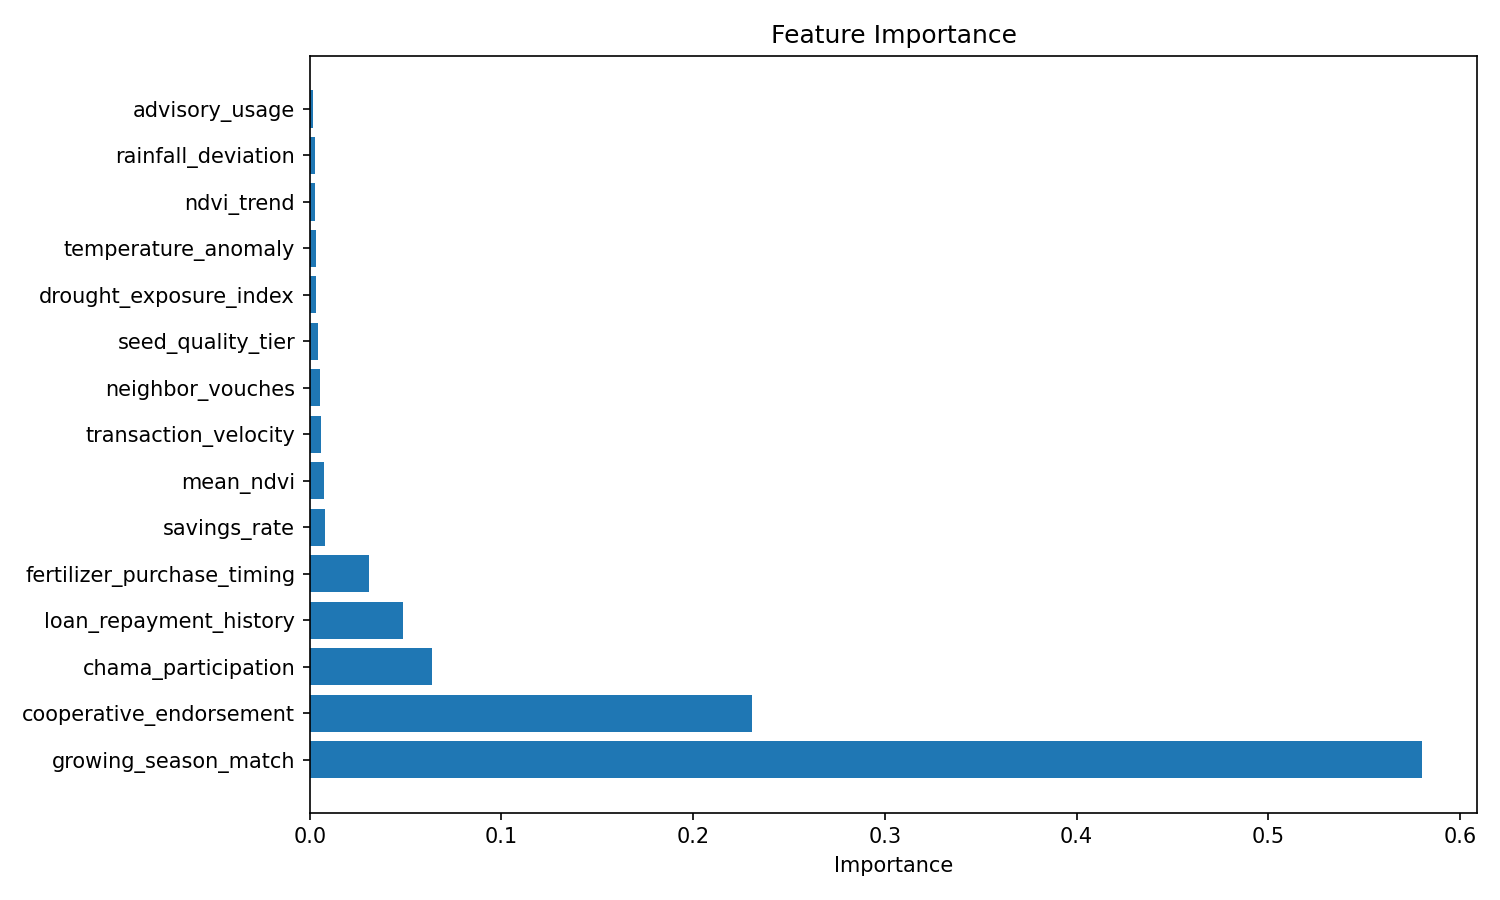 Feature Importance
advisory_usage
rainfall_deviation
ndvi_trend
temperature_anomaly
drought_exposure_index
seed_quality_tier
neighbor_vouches
transaction_velocity
mean_ndvi
savings_rate
fertilizer_purchase_timing
loan_repayment_history
chama_participation
cooperative_endorsement
growing_season_match
0.0 0.1 0.2 0.3 0.4 0.5 0.6
Importance